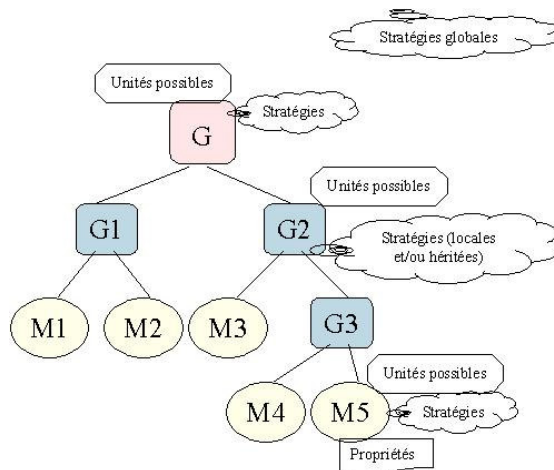 Stratégies globales
Unités possibles
Stratégies
G
Unités possibles
G1
G2
Stratégies (locales
et/ou héritées)
M1
M2
M3
G3
Unités possibles
M4
M5
Stratégies
Propriétés